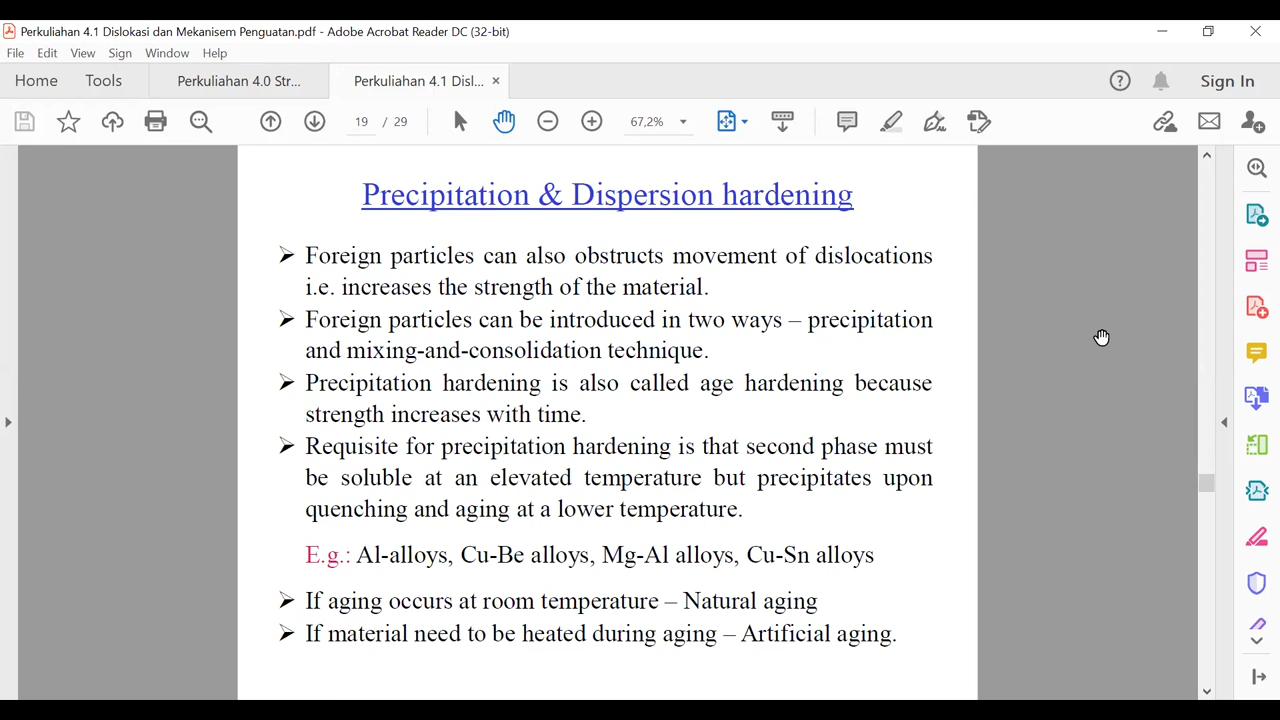 Perkuliahan 4.1 Dislokasi dan Mekanisem Penguatan.pdf - Adobe Acrobat Reader DC (32-bit)
File Edit View Sign Window Help
Home Tools Perkuliahan 4.0 Str... Perkuliahan 4.1 Disl... × Sign In
19 / 29 67,2%
Precipitation & Dispersion hardening
➢ Foreign particles can also obstructs movement of dislocations
i.e. increases the strength of the material.
➢ Foreign particles can be introduced in two ways – precipitation
and mixing-and-consolidation technique.
➢ Precipitation hardening is also called age hardening because
strength increases with time.
➢ Requisite for precipitation hardening is that second phase must
be soluble at an elevated temperature but precipitates upon
quenching and aging at a lower temperature.
E.g.: Al-alloys, Cu-Be alloys, Mg-Al alloys, Cu-Sn alloys
➢ If aging occurs at room temperature – Natural aging
➢ If material need to be heated during aging – Artificial aging.